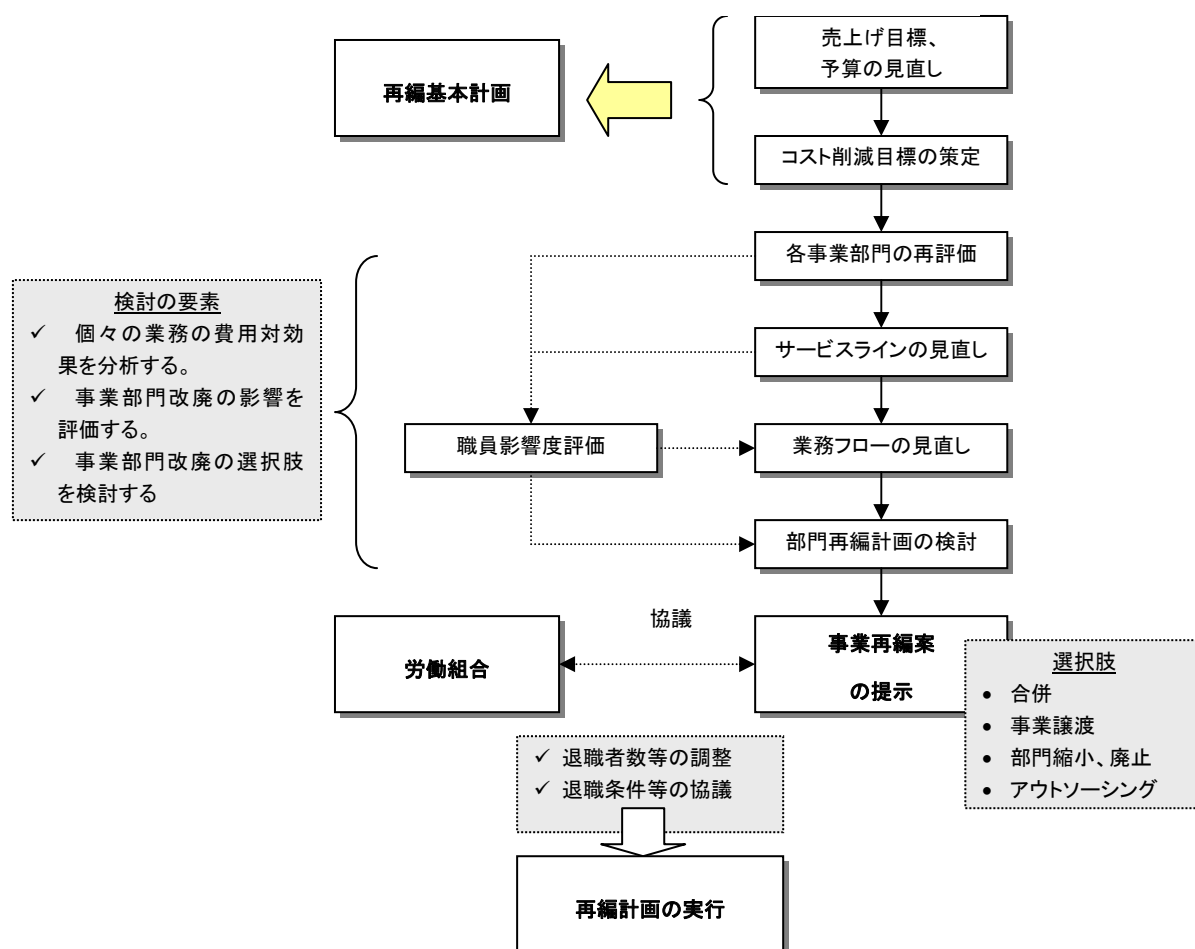 売上げ目標、
予算の見直し
再編基本計画
コスト削減目標の策定
各事業部門の再評価
検討の要素
✓ 個々の業務の費用対効
果を分析する。
✓ 事業部門改廃の影響を
評価する。
✓ 事業部門改廃の選択肢
を検討する
サービスラインの見直し
職員影響度評価
業務フローの見直し
部門再編計画の検討
協議
労働組合
事業再編案
の提示
選択肢
• 合併
• 事業譲渡
• 部門縮小、廃止
• アウトソーシング
✓ 退職者数等の調整
✓ 退職条件等の協議
再編計画の実行